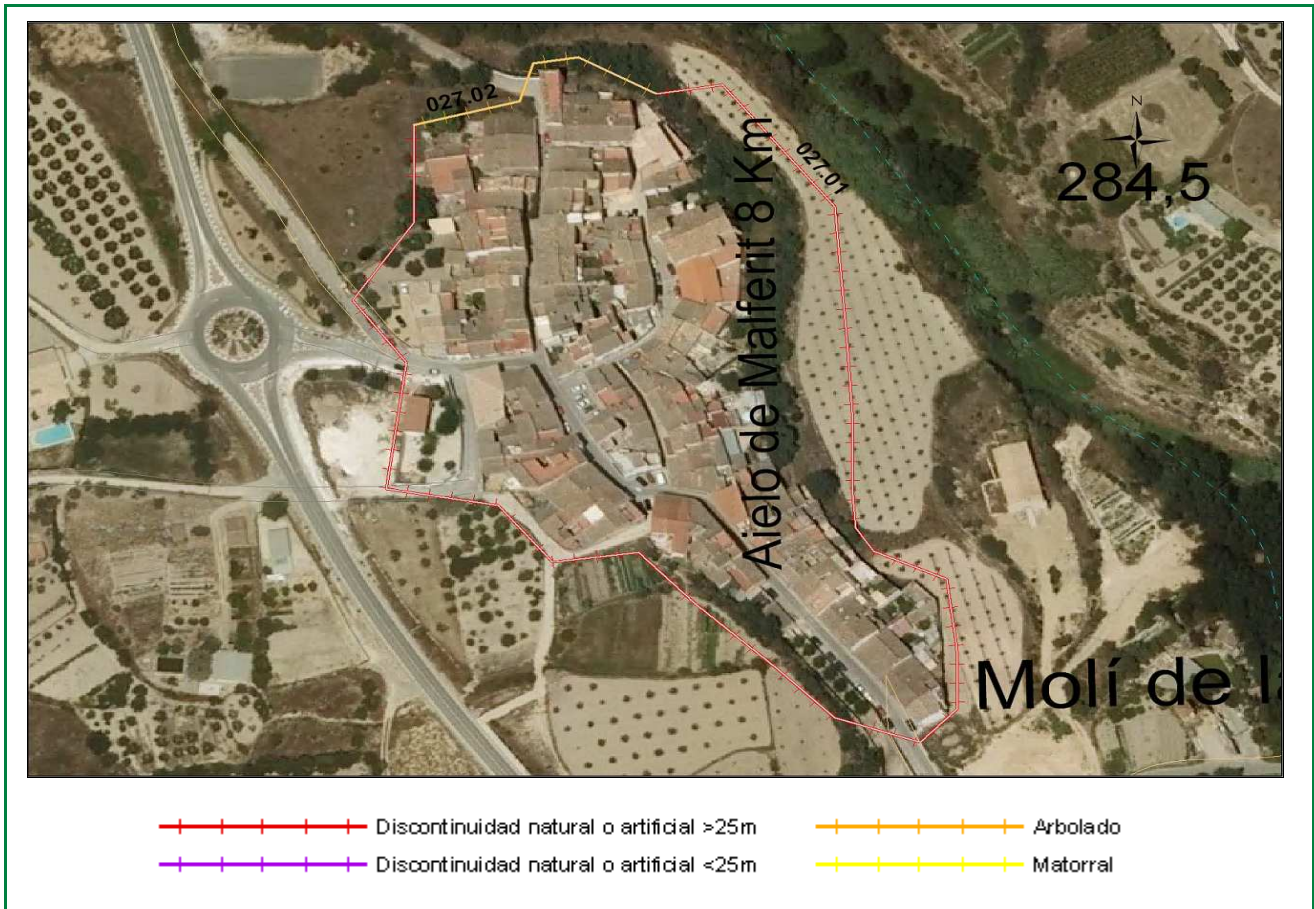 027.02
N
284,5
027.01
Aielo de Malferit 8 Km
Molí de la
Discontinuidad natural o artificial >25m
Arbolado
Discontinuidad natural o artificial <25m
Matorral